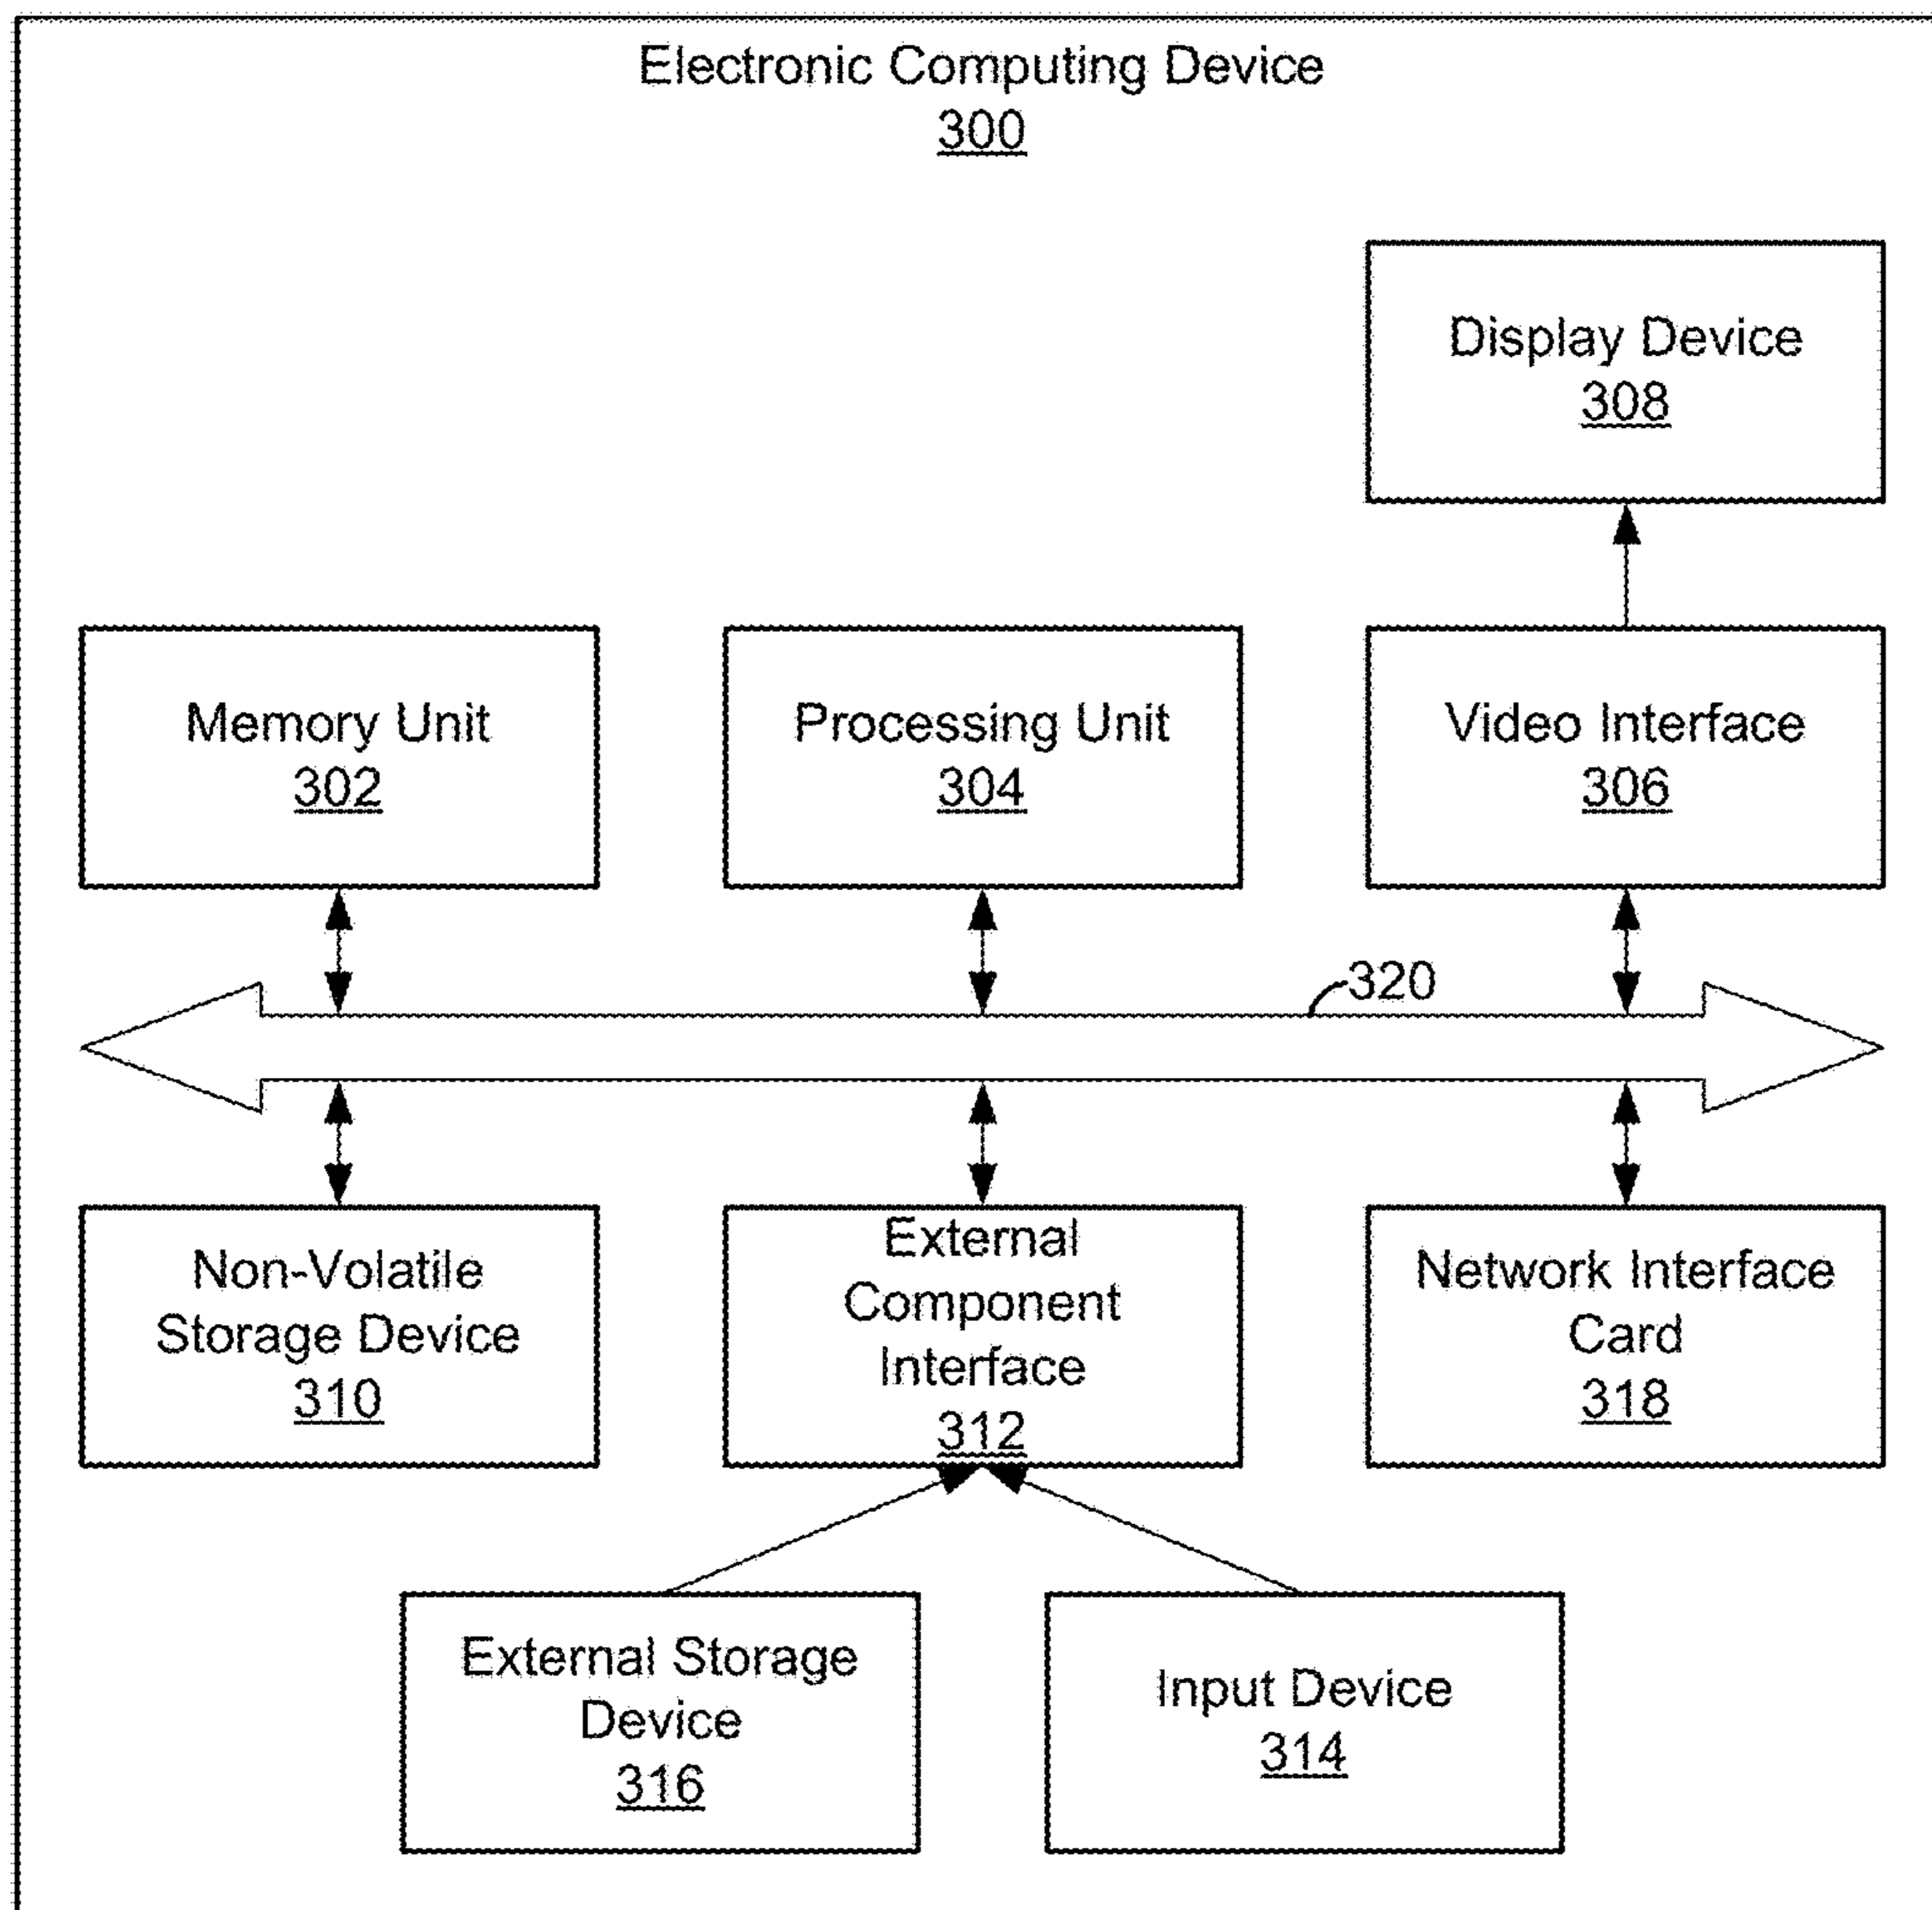 Electronic Computing Device
300
Display Device
308
Memory Unit
302
Processing Unit
304
Video Interface
306
320
Non-Volatile
Storage Device
310
External
Component
Interface
312
Network Interface
Card
318
External Storage
Device
316
Input Device
314